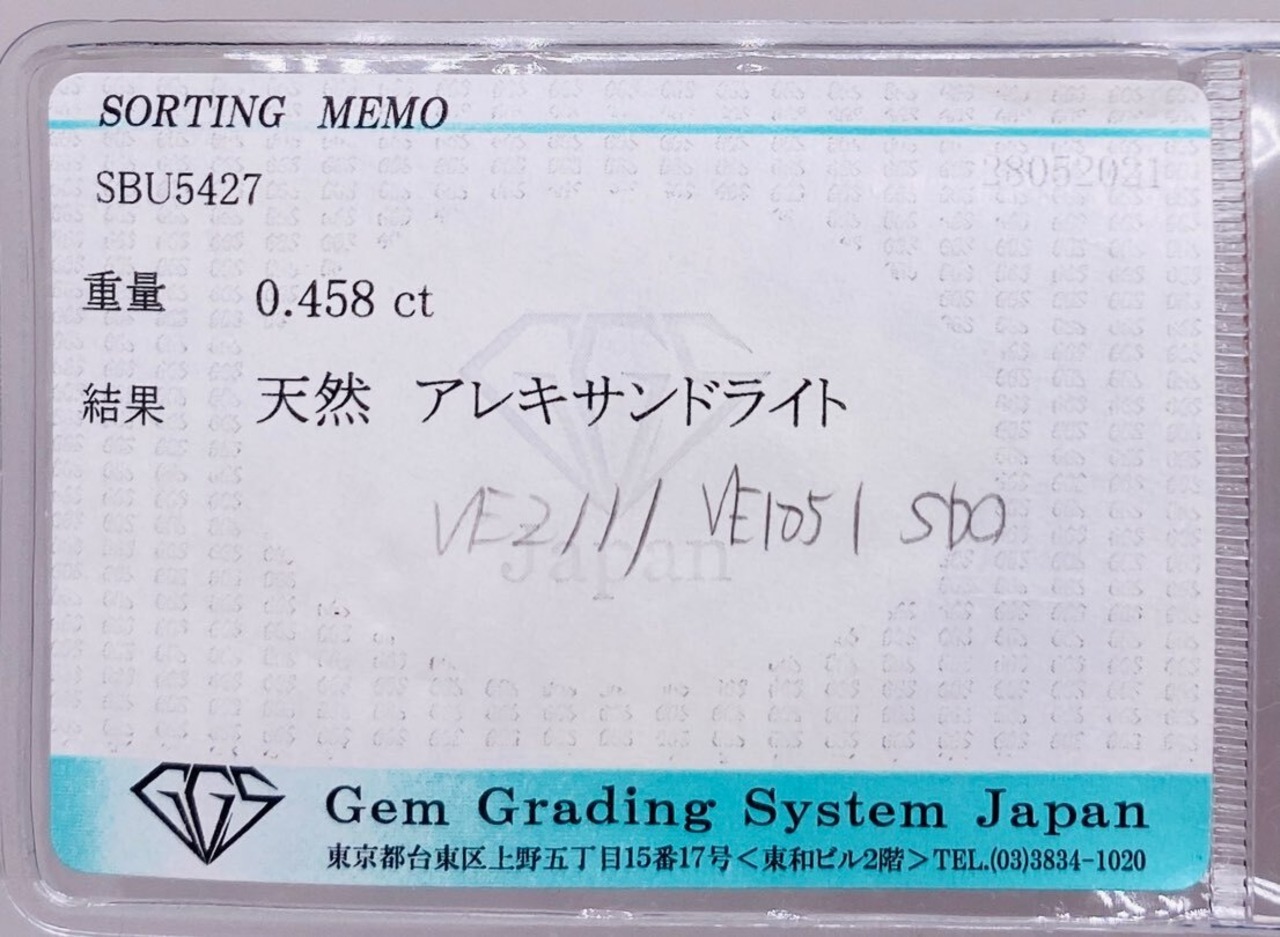 SORTING MEMO
28052021
SBU5427
重量 0.458 ct
結果 天然 アレキサンドライト
VE2111 VE1051
Japan
GGS
Gem Grading System Japan
東京都台東区上野五丁目15番17号<東和ビル2階>TEL.(03)3834-1020